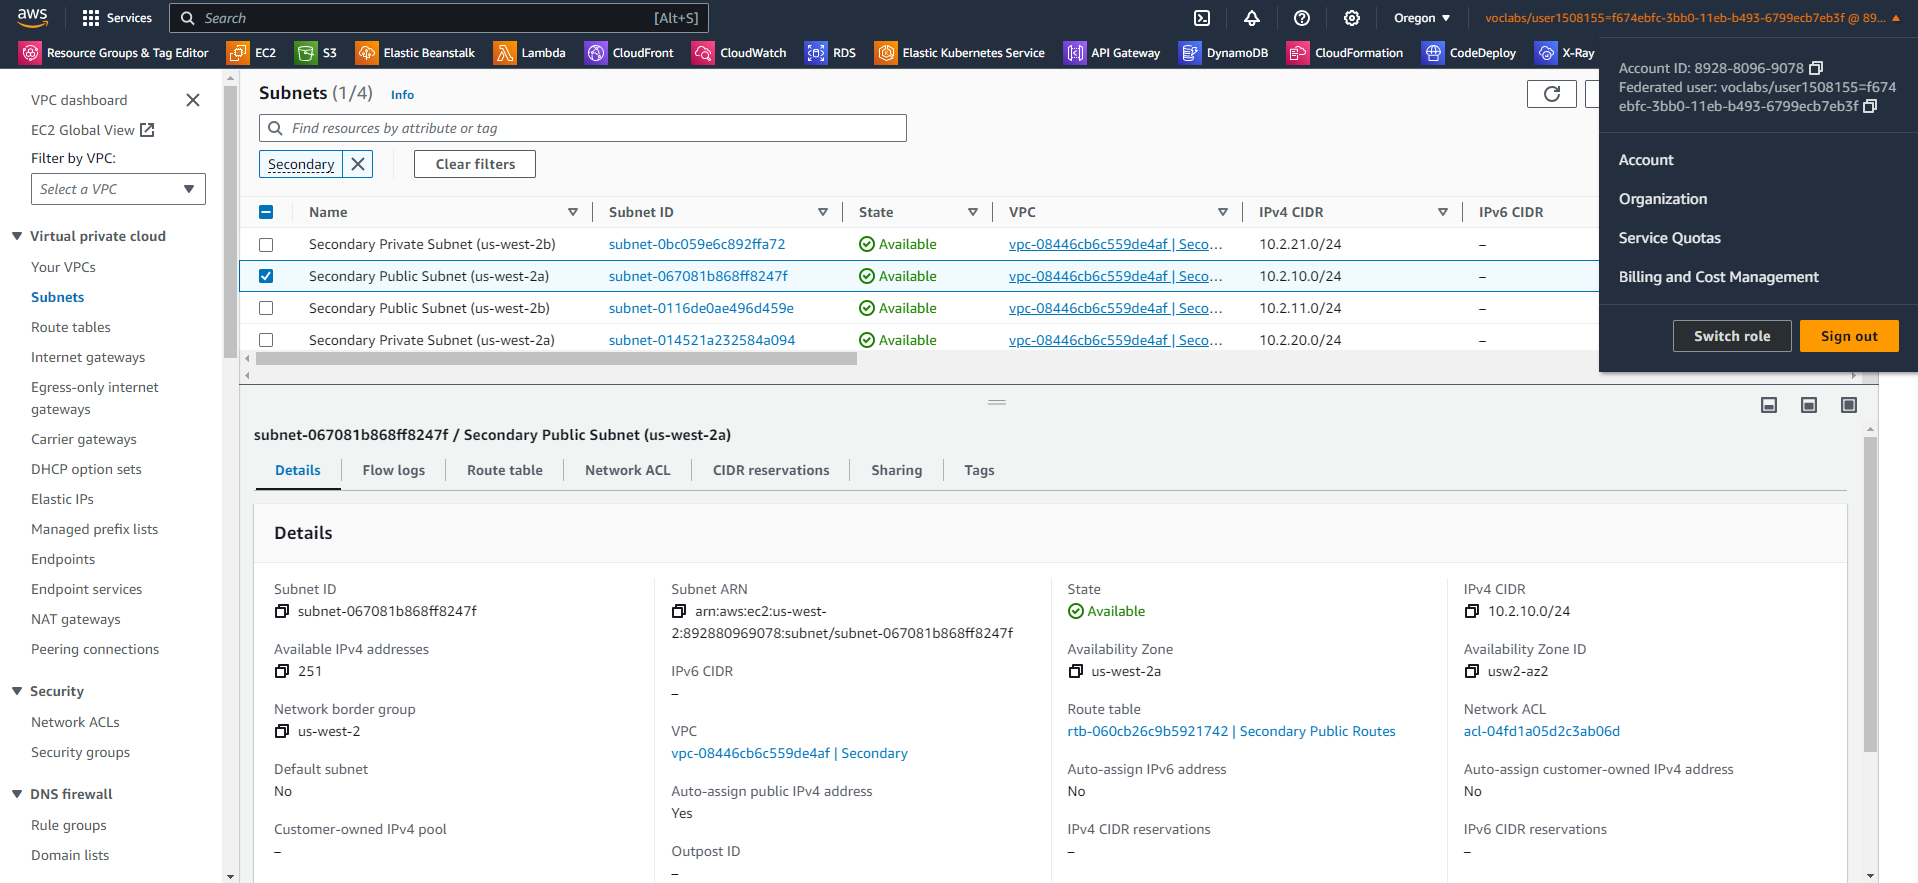 aws
Services
Search
[Alt+S]
Oregon
voclabs/user1508155=f674ebfc-3bb0-11eb-b493-6799ecb7eb3f @ 89...
Resource Groups & Tag Editor
EC2
S3
Elastic Beanstalk
Lambda
CloudFront
CloudWatch
RDS
Elastic Kubernetes Service
API Gateway
DynamoDB
CloudFormation
CodeDeploy
X-Ray
Account ID: 8928-8096-9078
Federated user: voclabs/user1508155=f674
ebfc-3bb0-11eb-b493-6799ecb7eb3f
Account
Organization
Service Quotas
Billing and Cost Management
Switch role
Sign out
VPC dashboard
EC2 Global View
Filter by VPC:
Select a VPC
Virtual private cloud
Your VPCs
Subnets
Route tables
Internet gateways
Egress-only internet
gateways
Carrier gateways
DHCP option sets
Elastic IPs
Managed prefix lists
Endpoints
Endpoint services
NAT gateways
Peering connections
Security
Network ACLs
Security groups
DNS firewall
Rule groups
Domain lists
Subnets (1/4) Info
Find resources by attribute or tag
Secondary
Clear filters
Name Subnet ID State VPC IPv4 CIDR IPv6 CIDR
Secondary Private Subnet (us-west-2b) subnet-0bc059e6c892ffa72 Available vpc-08446cb6c559de4af | Seco... 10.2.21.0/24 –
Secondary Public Subnet (us-west-2a) subnet-067081b868ff8247f Available vpc-08446cb6c559de4af | Seco... 10.2.10.0/24 –
Secondary Public Subnet (us-west-2b) subnet-0116de0ae496d459e Available vpc-08446cb6c559de4af | Seco... 10.2.11.0/24 –
Secondary Private Subnet (us-west-2a) subnet-014521a232584a094 Available vpc-08446cb6c559de4af | Seco... 10.2.20.0/24 –
subnet-067081b868ff8247f / Secondary Public Subnet (us-west-2a)
Details Flow logs Route table Network ACL CIDR reservations Sharing Tags
Details
Subnet ID
subnet-067081b868ff8247f
Available IPv4 addresses
251
Network border group
us-west-2
Default subnet
No
Customer-owned IPv4 pool
–
Subnet ARN
arn:aws:ec2:us-west-
2:892880969078:subnet/subnet-067081b868ff8247f
IPv6 CIDR
–
VPC
vpc-08446cb6c559de4af | Secondary
Auto-assign public IPv4 address
Yes
Outpost ID
–
State
Available
Availability Zone
us-west-2a
Route table
rtb-060cb26c9b5921742 | Secondary Public Routes
Auto-assign IPv6 address
No
IPv4 CIDR reservations
–
IPv4 CIDR
10.2.10.0/24
Availability Zone ID
usw2-az2
Network ACL
acl-04fd1a05d2c3ab06d
Auto-assign customer-owned IPv4 address
No
IPv6 CIDR reservations
–